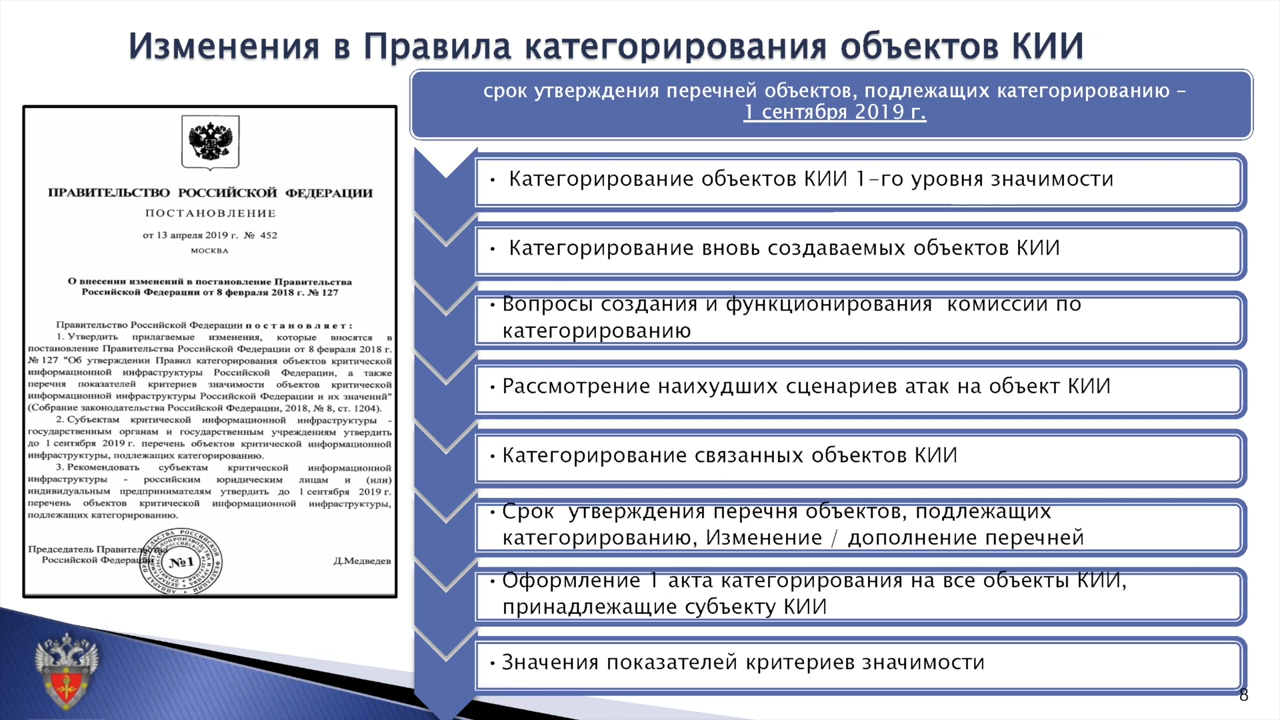 Изменения в Правила категорирования объектов КИИ
срок утверждения перечней объектов, подлежащих категорированию –
1 сентября 2019 г.
ПРАВИТЕЛЬСТВО РОССИЙСКОЙ ФЕДЕРАЦИИ
ПОСТАНОВЛЕНИЕ
от 13 апреля 2019 г. № 452
МОСКВА
О внесении изменений в постановление Правительства
Российской Федерации от 8 февраля 2018 г. № 127
Правительство Российской Федерации постановляет:
1. Утвердить прилагаемые изменения, которые вносятся в
постановление Правительства Российской Федерации от 8 февраля 2018 г.
№ 127 "Об утверждении Правил категорирования объектов критической
информационной инфраструктуры Российской Федерации, а также
перечня показателей критериев значимости объектов критической
информационной инфраструктуры Российской Федерации и их значений"
(Собрание законодательства Российской Федерации, 2018, № 8, ст. 1204).
2. Субъектам критической информационной инфраструктуры -
государственным органам и государственным учреждениям утвердить
до 1 сентября 2019 г. перечень объектов критической информационной
инфраструктуры, подлежащих категорированию.
3. Рекомендовать субъектам критической информационной
инфраструктуры - российским юридическим лицам и (или)
индивидуальным предпринимателям утвердить до 1 сентября 2019 г.
перечень объектов критической информационной инфраструктуры,
подлежащих категорированию.
Председатель Правительства
Российской Федерации
№1
Д.Медведев
• Категорирование объектов КИИ 1-го уровня значимости
• Категорирование вновь создаваемых объектов КИИ
• Вопросы создания и функционирования комиссии по
категорированию
• Рассмотрение наихудших сценариев атак на объект КИИ
• Категорирование связанных объектов КИИ
• Срок утверждения перечня объектов, подлежащих
категорированию, Изменение / дополнение перечней
• Оформление 1 акта категорирования на все объекты КИИ,
принадлежащие субъекту КИИ
• Значения показателей критериев значимости
8